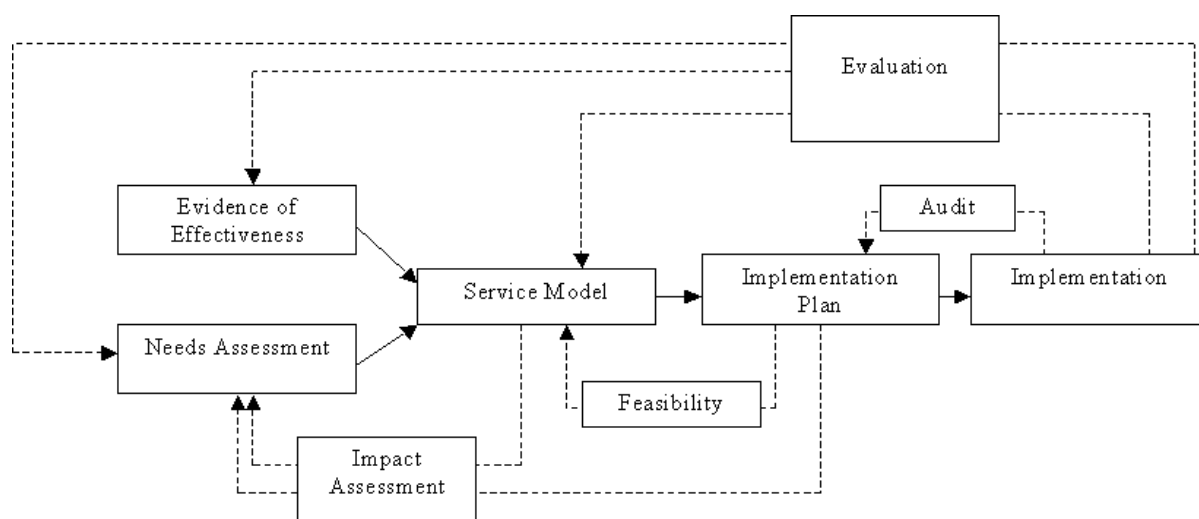 Evaluation
Evidence of
Effectiveness
Audit
Service Model
Implementation
Plan
Implementation
Needs Assessment
Feasibility
Impact
Assessment